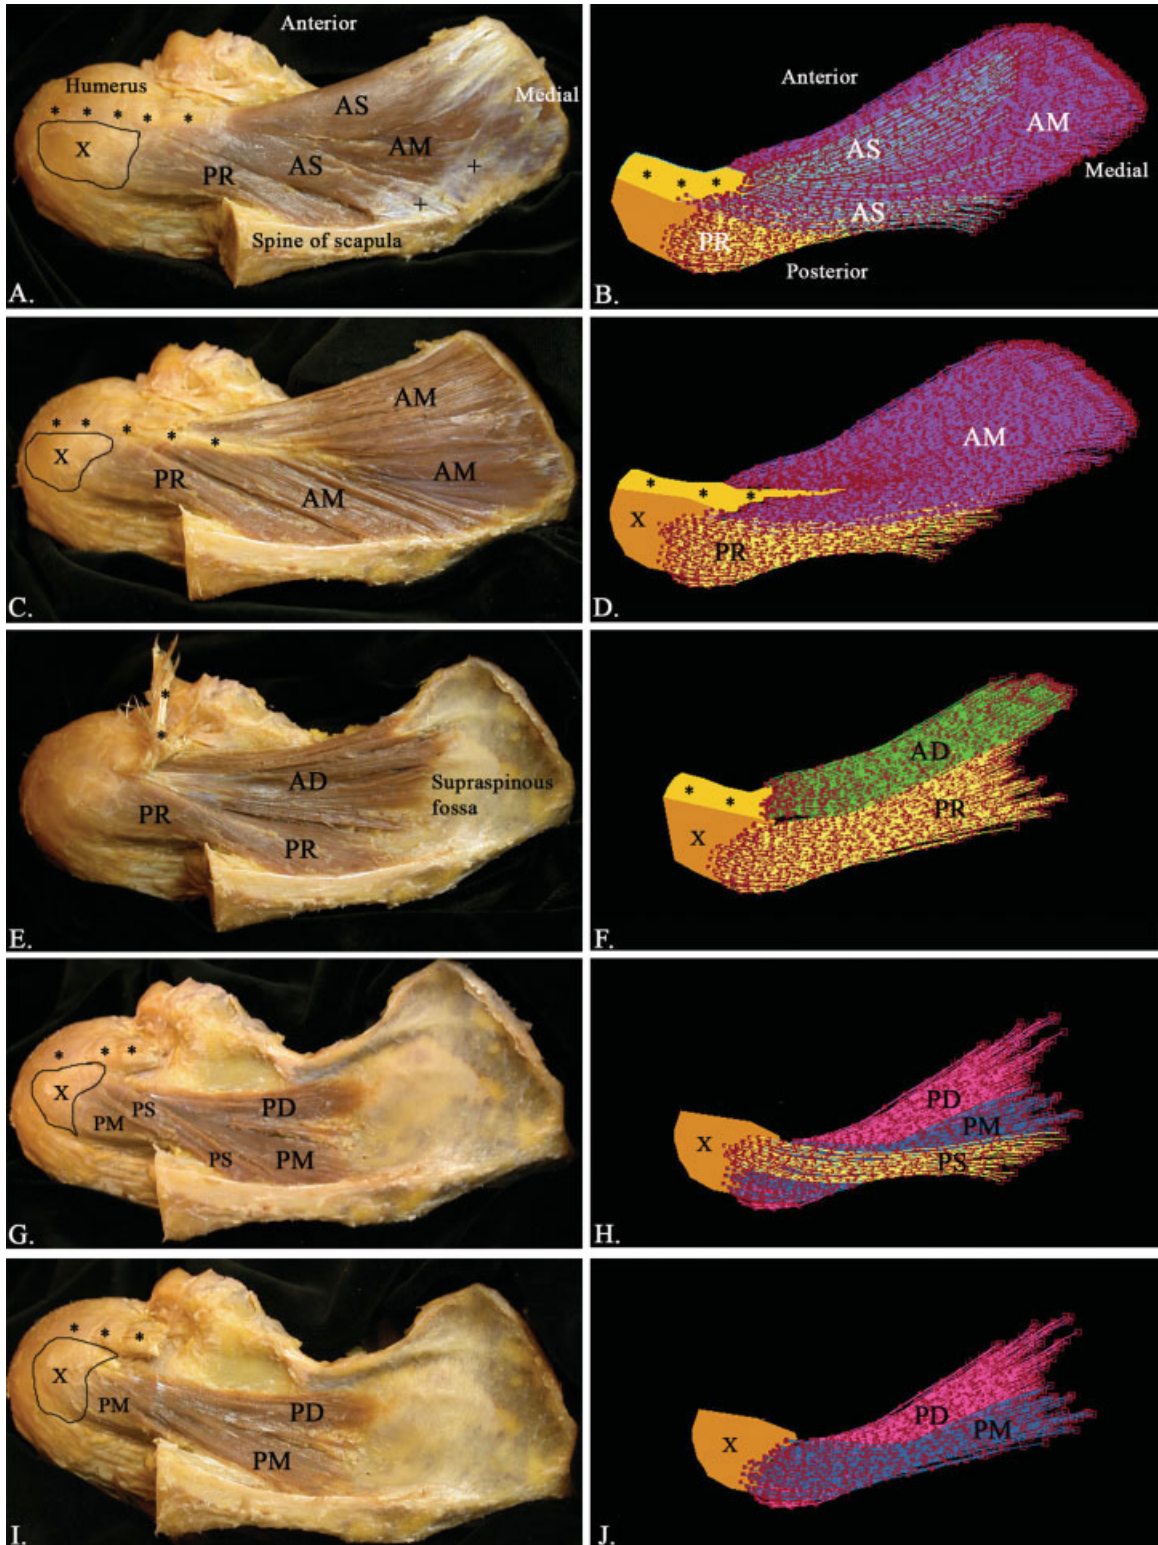 Anterior
Humerus
Medial
* * * * *
AS
AM
X
PR
AS
+
+
Spine of scapula
A.
Anterior
AM
AS
Medial
* * *
AS
PR
Posterior
B.
AM
* * * * *
X
PR
AM
AM
C.
AM
* * *
X
PR
D.
*
*
AD
Supraspinous
fossa
PR
PR
E.
AD
* *
PR
X
F.
* * *
X
PS
PD
PM
PS
PM
G.
PD
PM
X
PS
H.
* * *
X
PM
PD
PM
I.
PD
PM
X
J.